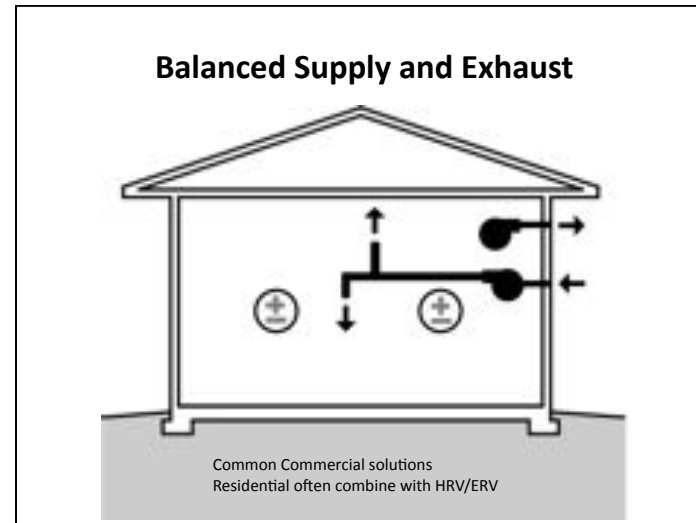 Balanced Supply and Exhaust
±
±
Common Commercial solutions
Residential often combine with HRV/ERV